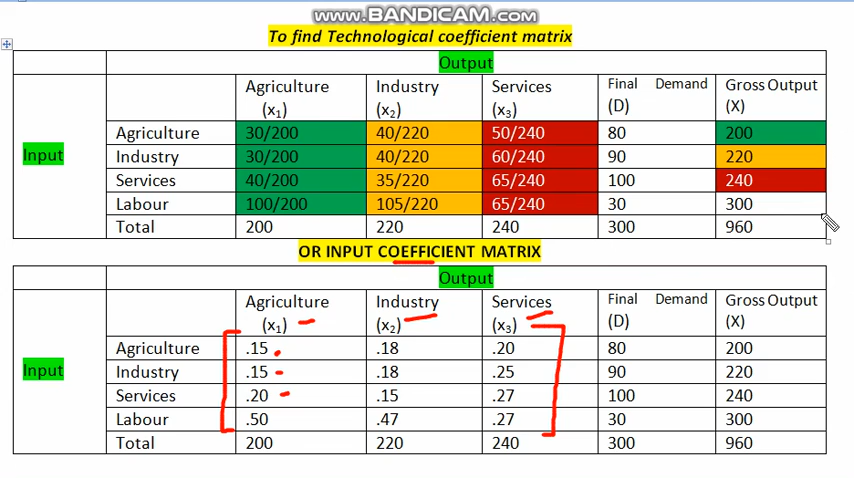 WWW.BANDICAM.COM
To find Technological coefficient matrix
Output
Agriculture (x₁) Industry (x₂) Services (x₃) Final Demand (D) Gross Output (X)
Input
Agriculture 30/200 40/220 50/240 80 200
Industry 30/200 40/220 60/240 90 220
Services 40/200 35/220 65/240 100 240
Labour 100/200 105/220 65/240 30 300
Total 200 220 240 300 960
OR INPUT COEFFICIENT MATRIX
Output
Agriculture (x₁) Industry (x₂) Services (x₃) Final Demand (D) Gross Output (X)
Input
Agriculture .15 .18 .20 80 200
Industry .15 .18 .25 90 220
Services .20 .15 .27 100 240
Labour .50 .47 .27 30 300
Total 200 220 240 300 960